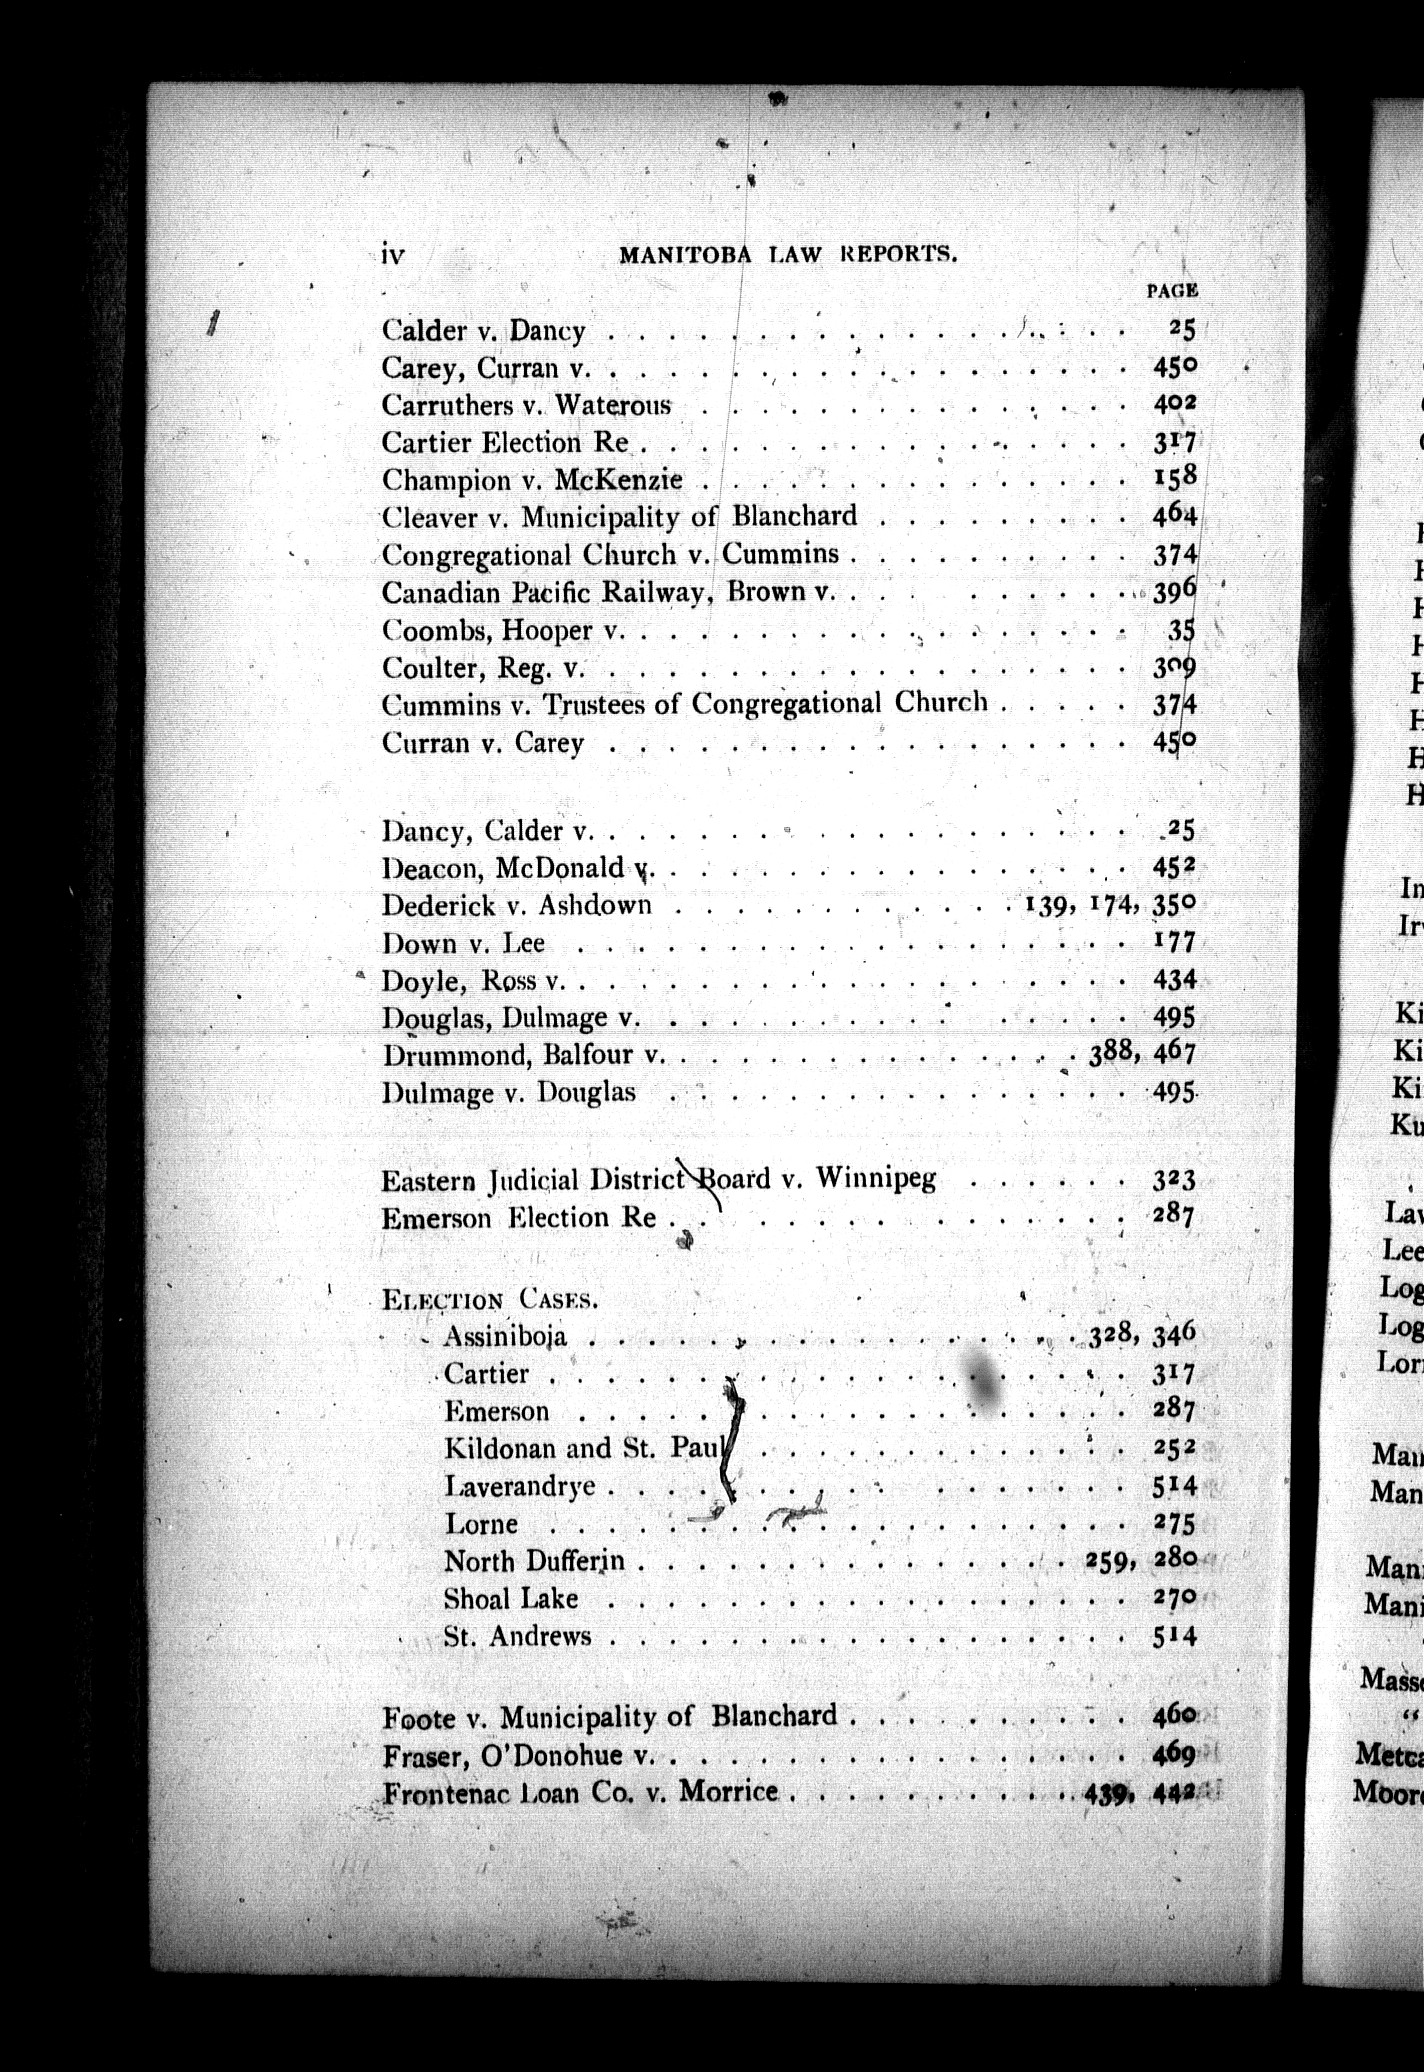 iv MANITOBA LAW REPORTS.
PAGE
Calder v. Dancy . . . . . . . . . . . . . . . . . . 25
Carey, Curran v. . . . . . . . . . . . . . . . . . . 450
Carruthers v. Waterous . . . . . . . . . . . . . . . 402
Cartier Election Re . . . . . . . . . . . . . . . . . 317
Champion v. McKenzie . . . . . . . . . . . . . . . 158
Cleaver v. Municipality of Blanchard . . . . . . . . . 464
Congregational Church v. Cummins . . . . . . . . . . 374
Canadian Pacific Railway, Brown v. . . . . . . . . . 396
Coombs, Hooper v. . . . . . . . . . . . . . . . . . 35
Coulter, Reg. v. . . . . . . . . . . . . . . . . . . 309
Cummins v. Trustees of Congregational Church . . . . . 374
Curran v. Carey . . . . . . . . . . . . . . . . . . 450
Dancy, Calder v. . . . . . . . . . . . . . . . . . . 25
Deacon, McDonald v. . . . . . . . . . . . . . . . . 452
Dederick v. Ashdown . . . . . . . . . . . . 139, 174, 350
Down v. Lee . . . . . . . . . . . . . . . . . . . 177
Doyle, Ross v. . . . . . . . . . . . . . . . . . . . 434
Douglas, Dulmage v. . . . . . . . . . . . . . . . . 495
Drummond, Balfour v. . . . . . . . . . . . . . . 388, 467
Dulmage v. Douglas . . . . . . . . . . . . . . . . 495
Eastern Judicial District Board v. Winnipeg . . . . . . 323
Emerson Election Re . . . . . . . . . . . . . . . . 287
ELECTION CASES.
Assiniboia . . . . . . . . . . . . . . . . . 328, 346
Cartier . . . . . . . . . . . . . . . . . . . . 317
Emerson . . . . . . . . . . . . . . . . . . . 287
Kildonan and St. Paul . . . . . . . . . . . . . 252
Laverandrye . . . . . . . . . . . . . . . . . . 514
Lorne . . . . . . . . . . . . . . . . . . . . 275
North Dufferin . . . . . . . . . . . . . . . 259, 280
Shoal Lake . . . . . . . . . . . . . . . . . . 270
St. Andrews . . . . . . . . . . . . . . . . . . 514
Foote v. Municipality of Blanchard . . . . . . . . . . 460
Fraser, O'Donohue v. . . . . . . . . . . . . . . . . 469
Frontenac Loan Co. v. Morrice . . . . . . . . . . 439, 442